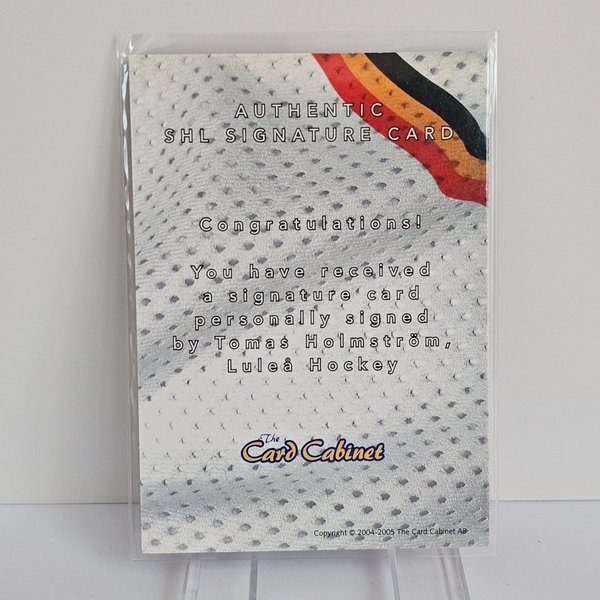 AUTHENTIC
SHL SIGNATURE CARD
Congratulations!
You have received
a signature card
personally signed
by Tomas Holmström,
Luleå Hockey
The
Card Cabinet
Copyright © 2004-2005 The Card Cabinet AB